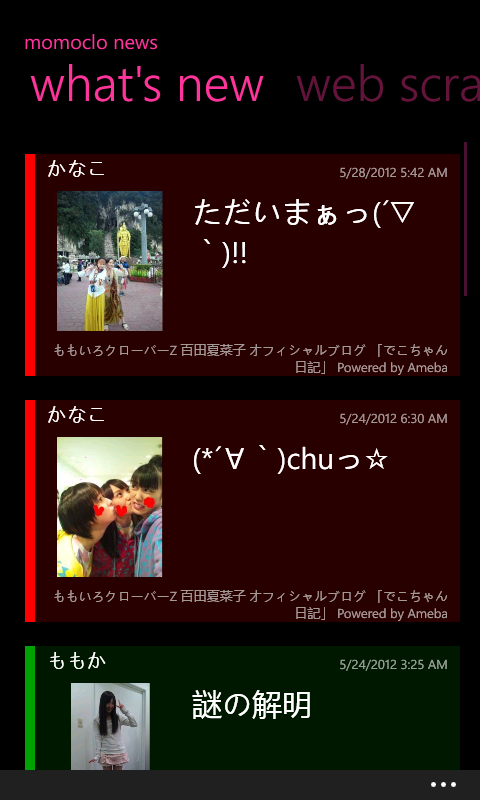 momoclo news
what's new web scra
かなこ 5/28/2012 5:42 AM
ただいまぁっ(´▽
｀)!!
ももいろクローバーZ 百田夏菜子 オフィシャルブログ 「でこちゃん
日記」 Powered by Ameba
かなこ 5/24/2012 6:30 AM
(*´∀｀)chuっ☆
ももいろクローバーZ 百田夏菜子 オフィシャルブログ 「でこちゃん
日記」 Powered by Ameba
ももか 5/24/2012 3:25 AM
謎の解明